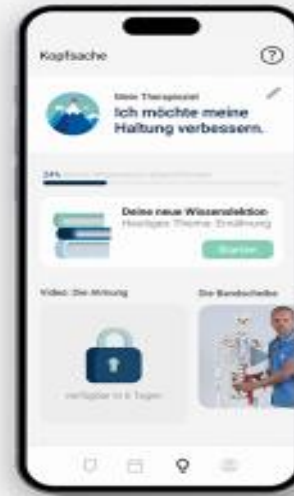 Kopfsache
?
Mein Therapieziel
Ich möchte meine
Haltung verbessern.
24%
Deine neue Wissenslektion
Heutiges Thema: Ernährung
Starten
Video: Die Atmung
Die Bandscheibe
verfügbar in 6 Tagen